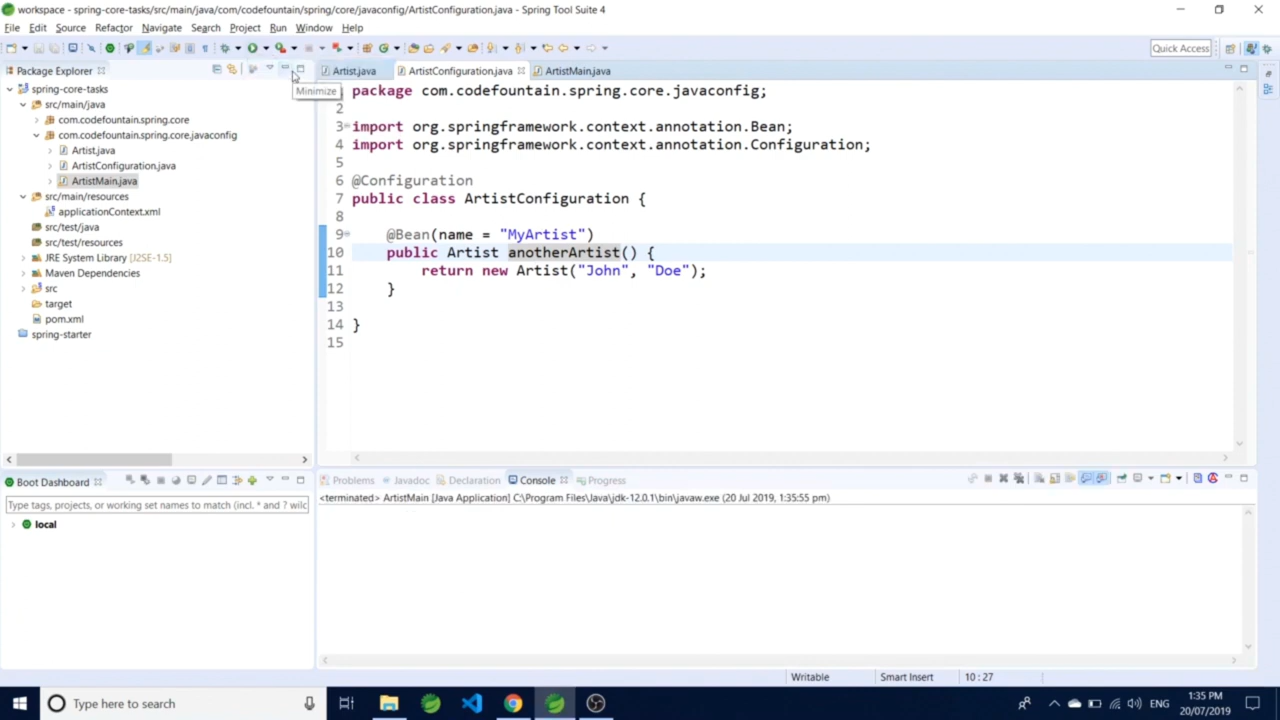 workspace - spring-core-tasks/src/main/java/com/codefountain/spring/core/javaconfig/ArtistConfiguration.java - Spring Tool Suite 4
File Edit Source Refactor Navigate Search Project Run Window Help
Quick Access
Package Explorer
Minimize
spring-core-tasks
src/main/java
com.codefountain.spring.core
com.codefountain.spring.core.javaconfig
Artist.java
ArtistConfiguration.java
ArtistMain.java
src/main/resources
applicationContext.xml
src/test/java
src/test/resources
JRE System Library [J2SE-1.5]
Maven Dependencies
src
target
pom.xml
spring-starter
Artist.java ArtistConfiguration.java ArtistMain.java
package com.codefountain.spring.core.javaconfig;
2
3 import org.springframework.context.annotation.Bean;
4 import org.springframework.context.annotation.Configuration;
5
6 @Configuration
7 public class ArtistConfiguration {
8
9 @Bean(name = "MyArtist")
10 public Artist anotherArtist() {
11 return new Artist("John", "Doe");
12 }
13
14 }
15
Boot Dashboard
Type tags, projects, or working set names to match (incl. * and ? wilc
local
Problems Javadoc Declaration Console Progress
<terminated> ArtistMain [Java Application] C:\Program Files\Java\jdk-12.0.1\bin\javaw.exe (20 Jul 2019, 1:35:55 pm)
Writable Smart Insert 10 : 27
Type here to search
ENG
1:35 PM
20/07/2019